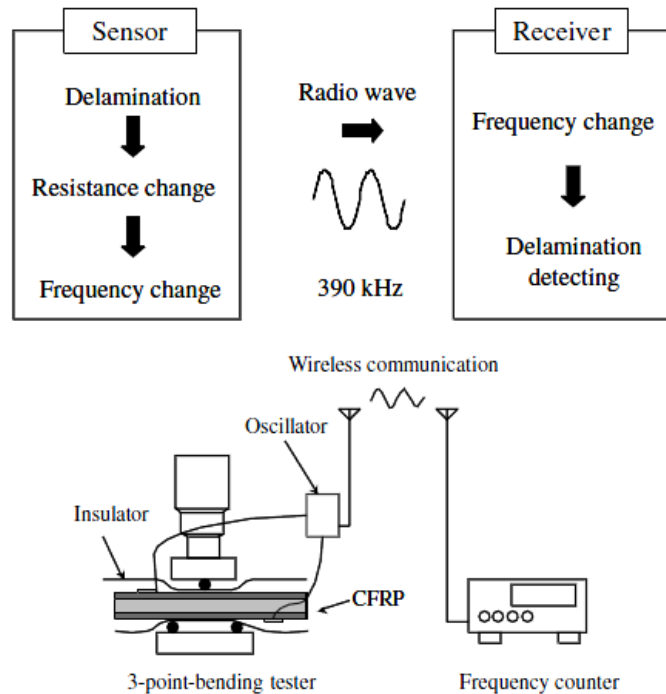 Sensor
Delamination
Resistance change
Frequency change
Radio wave
390 kHz
Receiver
Frequency change
Delamination
detecting
Wireless communication
Oscillator
Insulator
CFRP
3-point-bending tester
Frequency counter